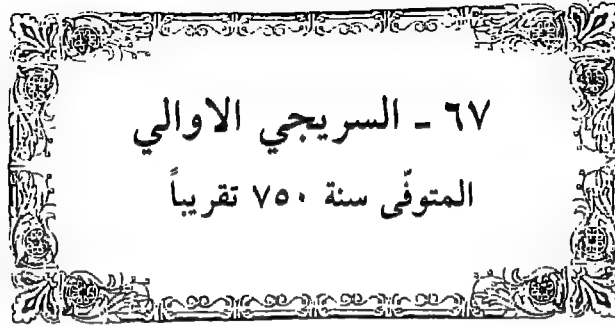 ٦٧ ـ السريجي الاوالي
المتوفّى سنة ٧٥٠ تقريباً